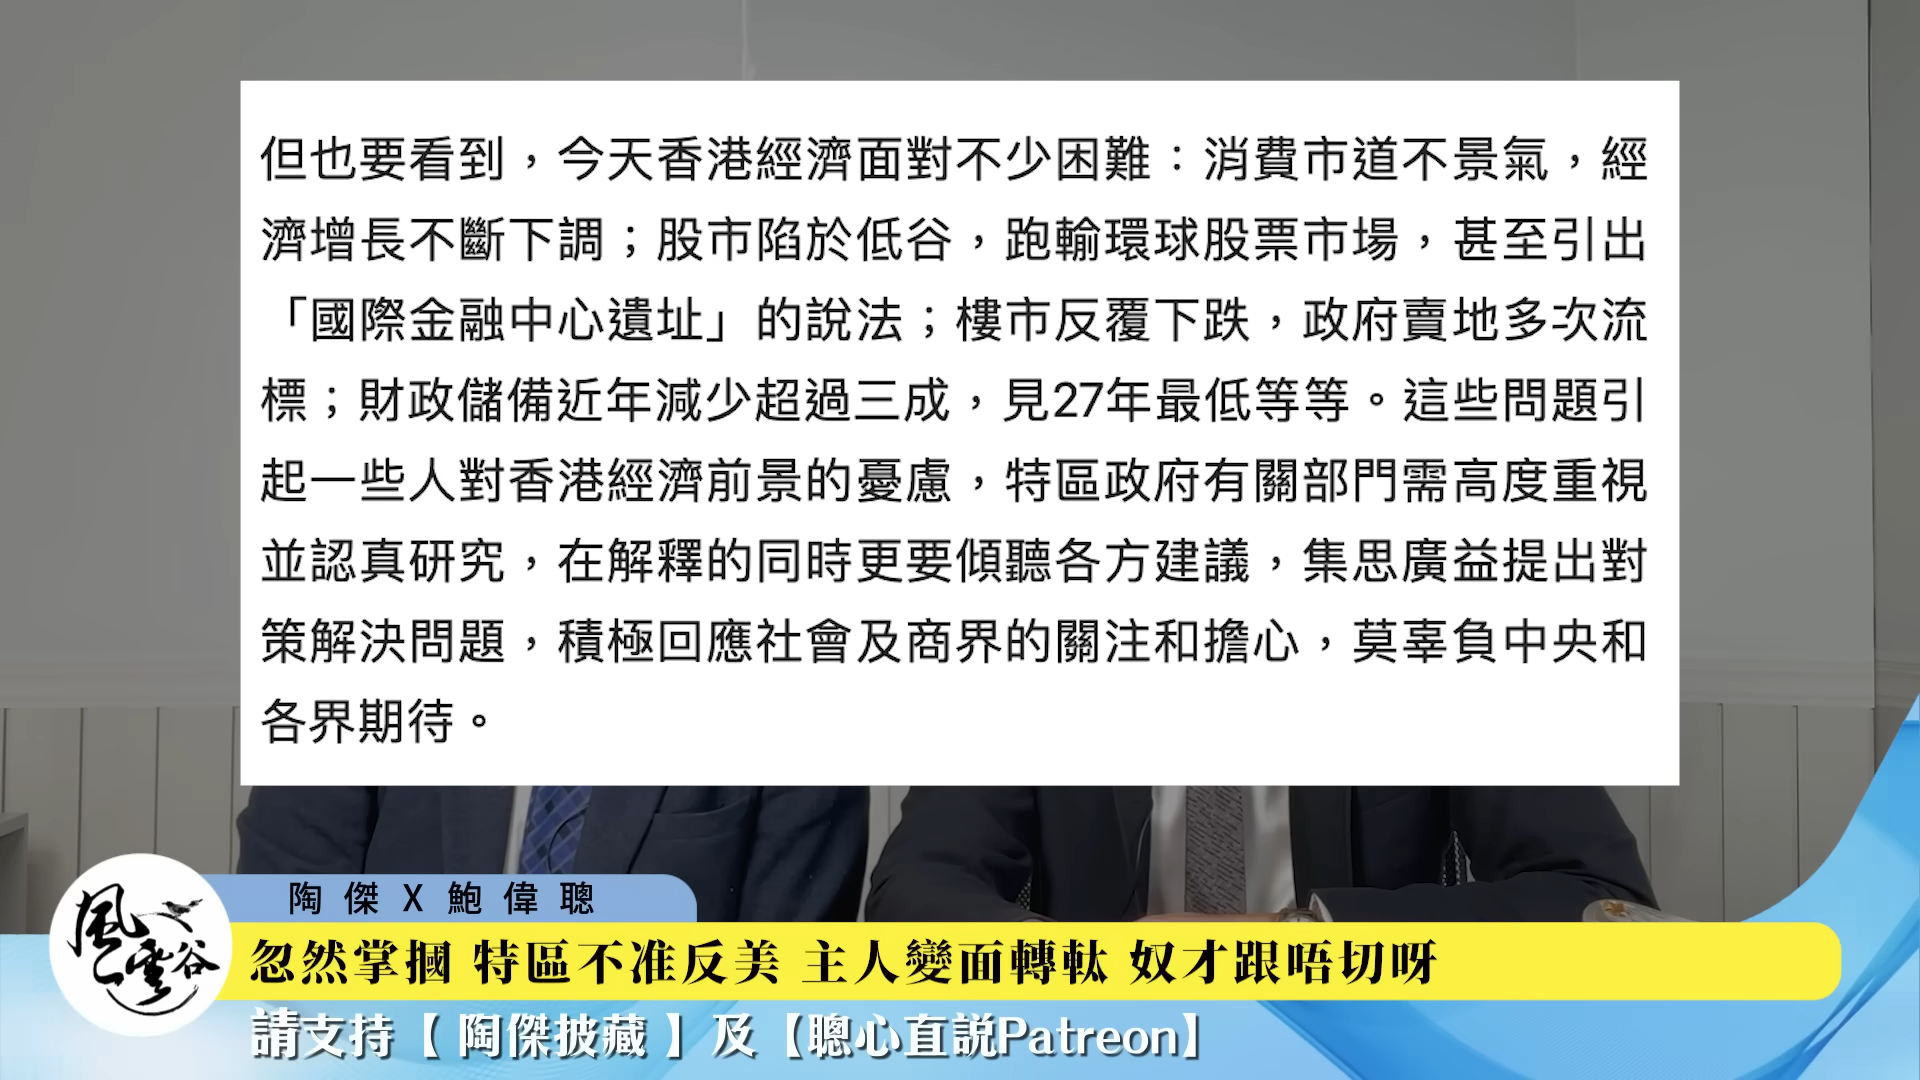 但也要看到，今天香港經濟面對不少困難：消費市道不景氣，經
濟增長不斷下調；股市陷於低谷，跑輸環球股票市場，甚至引出
「國際金融中心遺址」的說法；樓市反覆下跌，政府賣地多次流
標；財政儲備近年減少超過三成，見27年最低等等。這些問題引
起一些人對香港經濟前景的憂慮，特區政府有關部門需高度重視
並認真研究，在解釋的同時更要傾聽各方建議，集思廣益提出對
策解決問題，積極回應社會及商界的關注和擔心，莫辜負中央和
各界期待。
陶傑X鮑偉聰
風雲谷
忽然掌摑 特區不准反美 主人變面轉軚 奴才跟唔切呀
請支持【陶傑披藏】及【聰心直説Patreon】